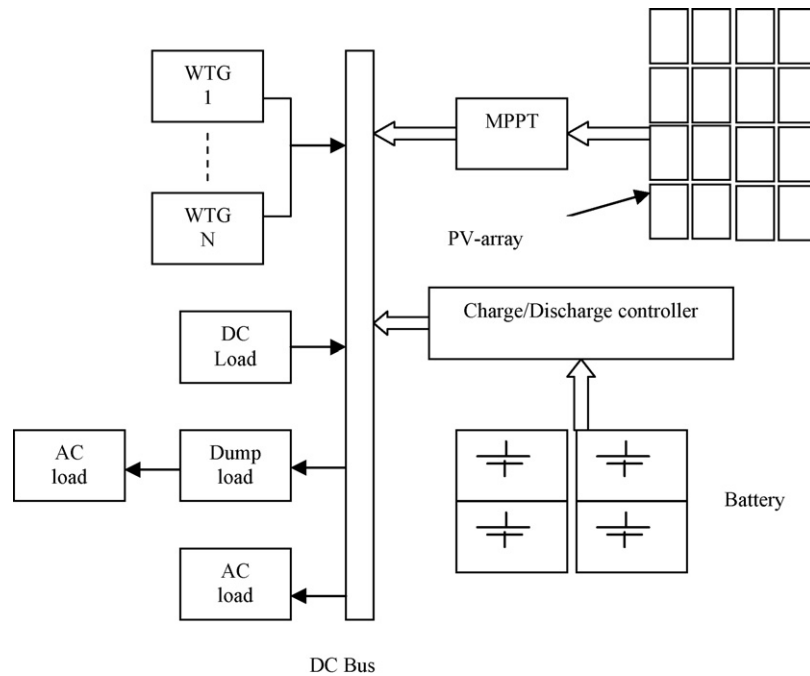 WTG
1
WTG
N
MPPT
PV-array
DC
Load
Charge/Discharge controller
AC
load
Dump
load
Battery
AC
load
DC Bus